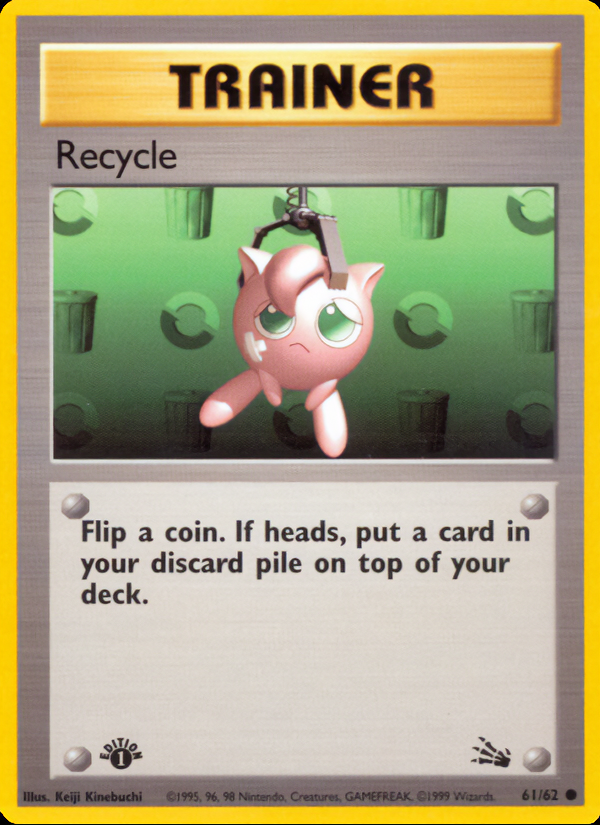 TRAINER
Recycle
Flip a coin. If heads, put a card in
your discard pile on top of your
deck.
EDITION
1
Illus. Keiji Kinebuchi ©1995, 96, 98 Nintendo, Creatures, GAMEFREAK. ©1999 Wizards. 61/62